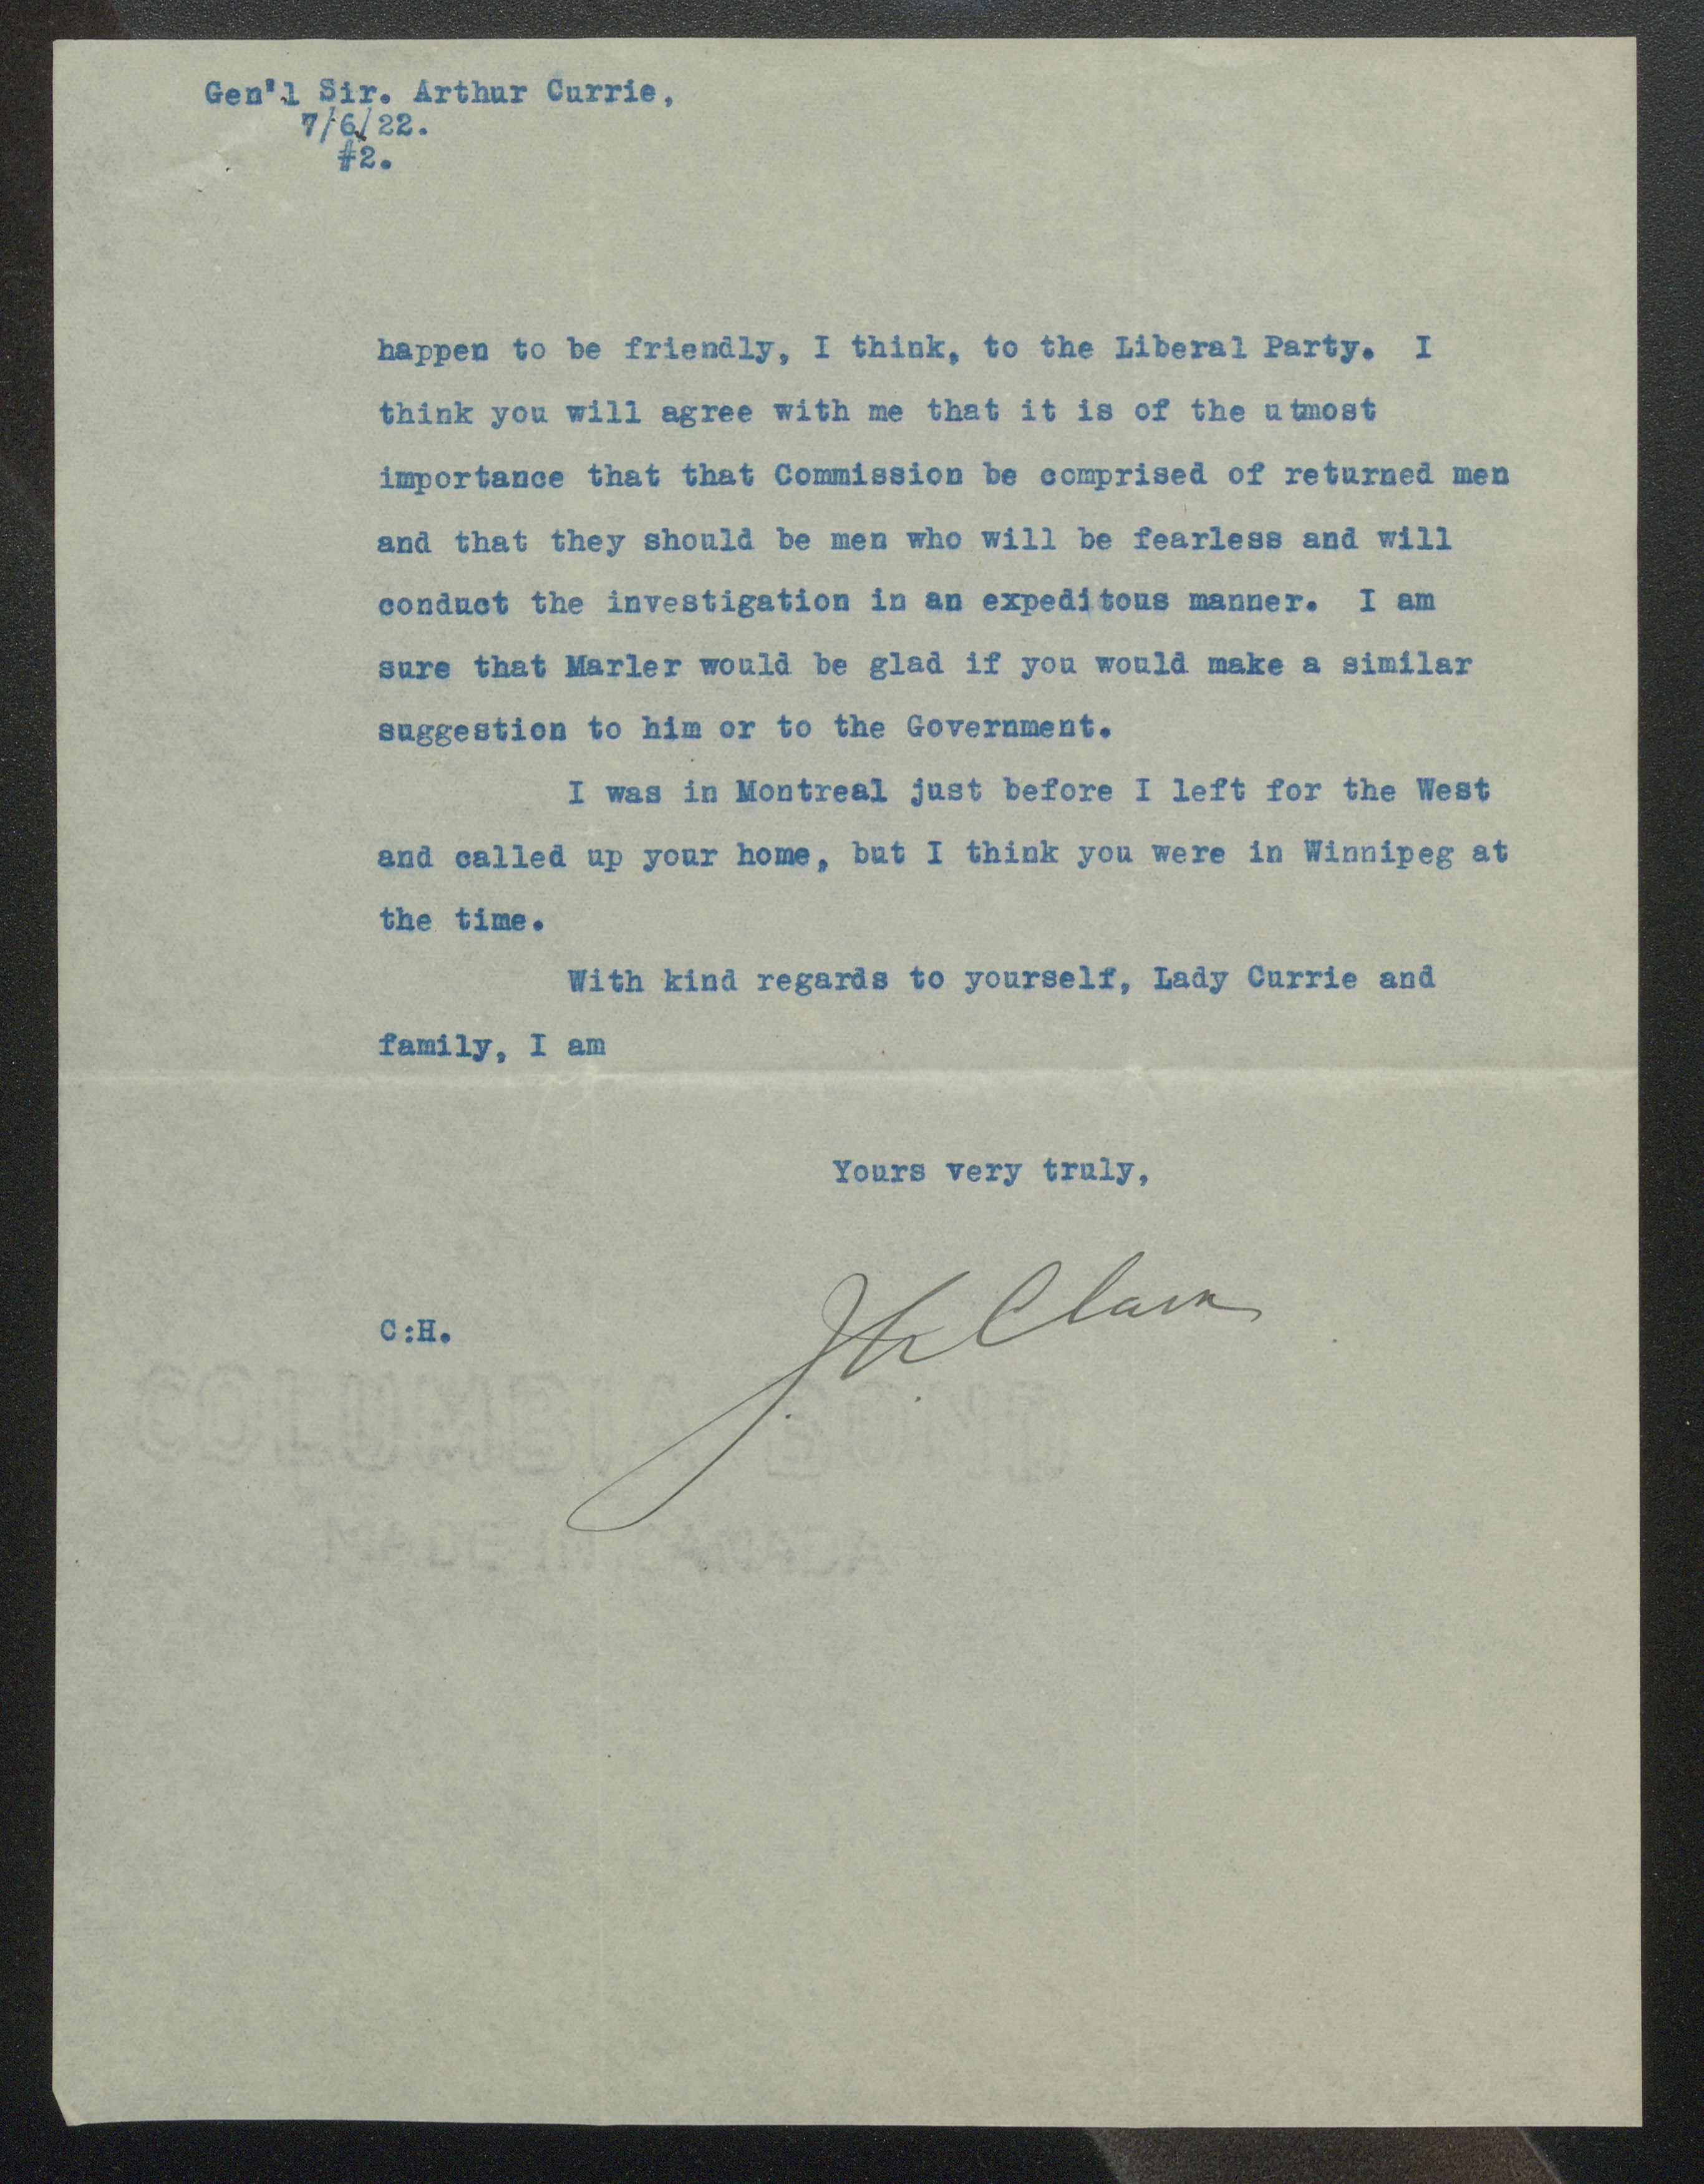 Gen'l Sir. Arthur Currie,
7/6/22.
#2.
happen to be friendly, I think, to the Liberal Party. I
think you will agree with me that it is of the utmost
importance that that Commission be comprised of returned men
and that they should be men who will be fearless and will
conduct the investigation in an expeditous manner. I am
sure that Marler would be glad if you would make a similar
suggestion to him or to the Government.
I was in Montreal just before I left for the West
and called up your home, but I think you were in Winnipeg at
the time.
With kind regards to yourself, Lady Currie and
family, I am
Yours very truly,
Clark
C:H.